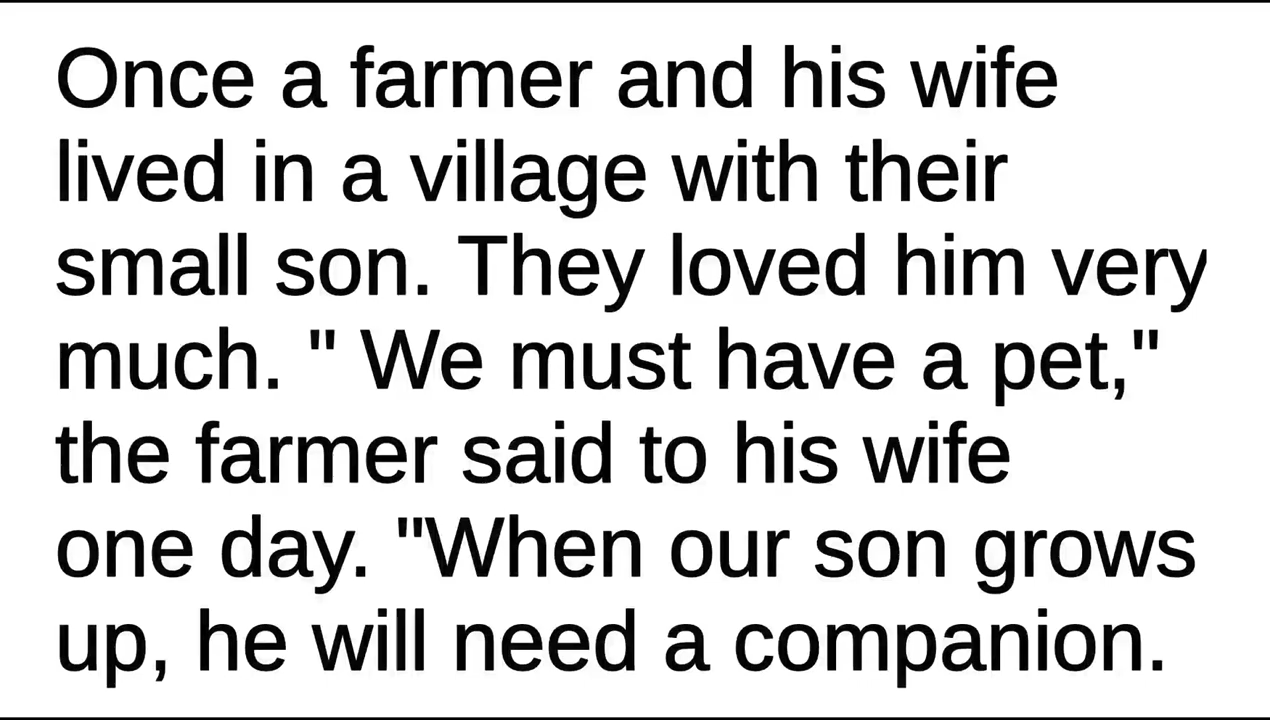 Once a farmer and his wife
lived in a village with their
small son. They loved him very
much. " We must have a pet,"
the farmer said to his wife
one day. "When our son grows
up, he will need a companion.